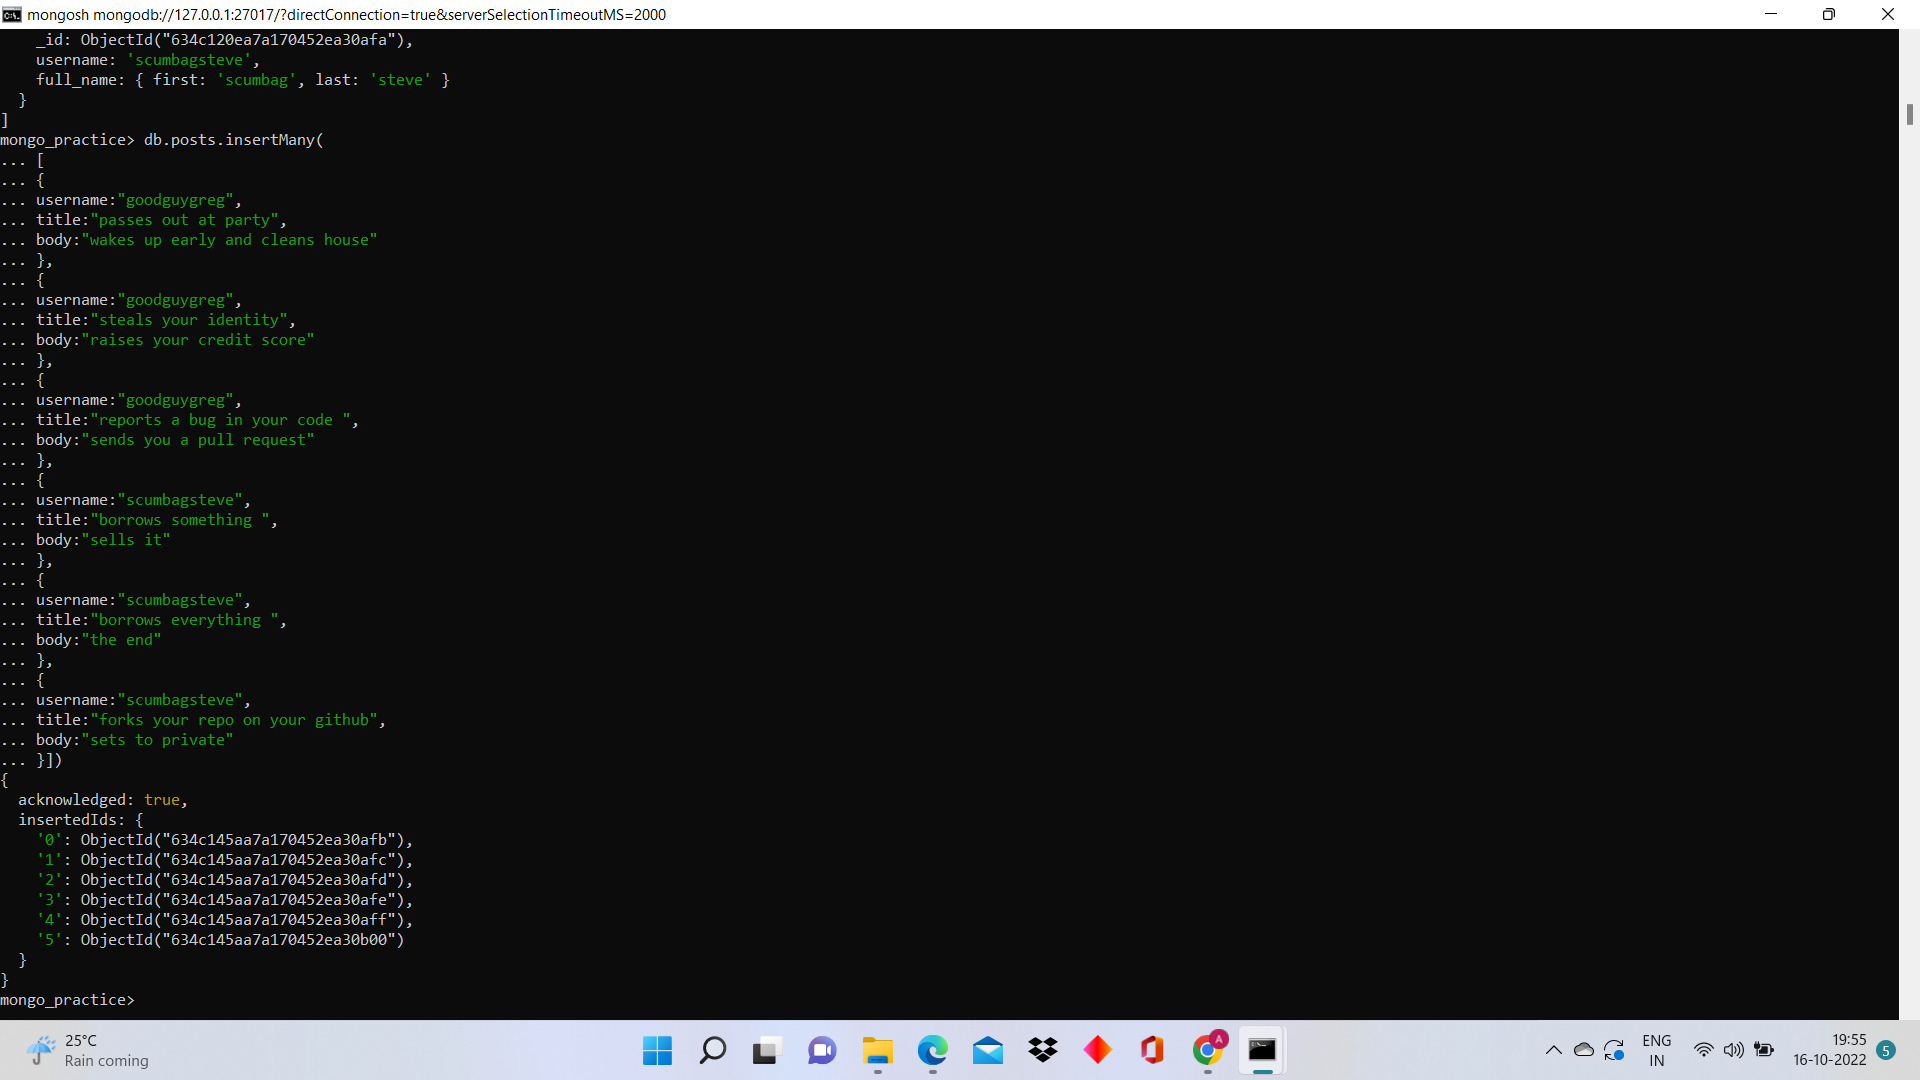 mongosh mongodb://127.0.0.1:27017/?directConnection=true&serverSelectionTimeoutMS=2000
_id: ObjectId("634c120ea7a170452ea30afa"),
username: 'scumbagsteve',
full_name: { first: 'scumbag', last: 'steve' }
}
]
mongo_practice> db.posts.insertMany(
... [
... {
... username:"goodguygreg",
... title:"passes out at party",
... body:"wakes up early and cleans house"
... },
... {
... username:"goodguygreg",
... title:"steals your identity",
... body:"raises your credit score"
... },
... {
... username:"goodguygreg",
... title:"reports a bug in your code ",
... body:"sends you a pull request"
... },
... {
... username:"scumbagsteve",
... title:"borrows something ",
... body:"sells it"
... },
... {
... username:"scumbagsteve",
... title:"borrows everything ",
... body:"the end"
... },
... {
... username:"scumbagsteve",
... title:"forks your repo on your github",
... body:"sets to private"
... }])
{
acknowledged: true,
insertedIds: {
'0': ObjectId("634c145aa7a170452ea30afb"),
'1': ObjectId("634c145aa7a170452ea30afc"),
'2': ObjectId("634c145aa7a170452ea30afd"),
'3': ObjectId("634c145aa7a170452ea30afe"),
'4': ObjectId("634c145aa7a170452ea30aff"),
'5': ObjectId("634c145aa7a170452ea30b00")
}
}
mongo_practice>
25°C
Rain coming
A
ENG
IN
19:55
16-10-2022
5